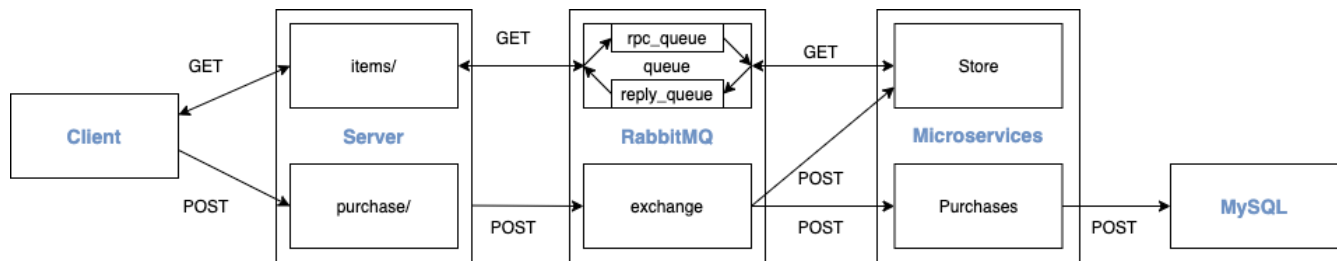 Client
GET
POST
items/
Server
purchase/
GET
POST
rpc_queue
queue
reply_queue
RabbitMQ
exchange
GET
POST
POST
Store
Microservices
Purchases
POST
MySQL